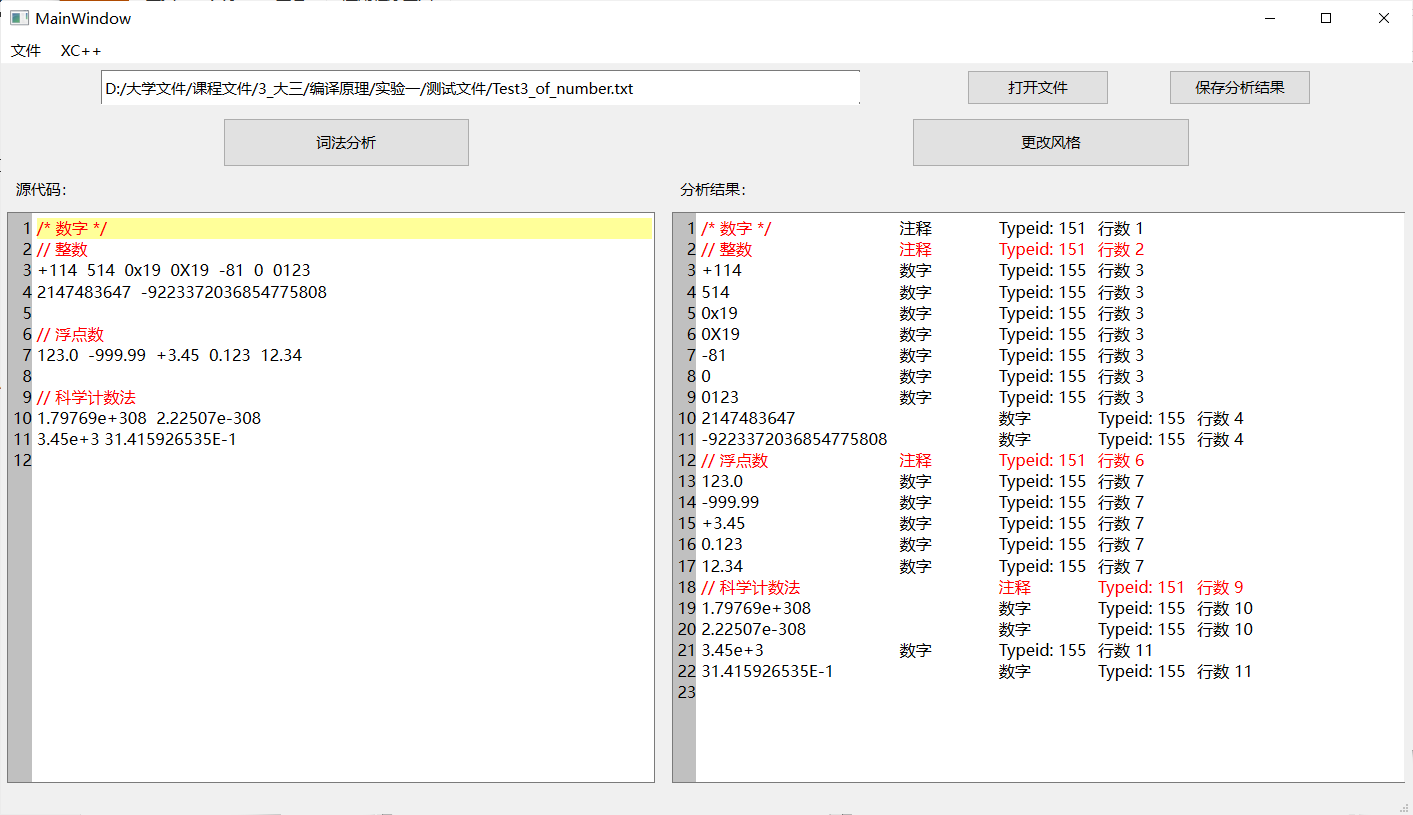 MainWindow
文件 XC++
D:/大学文件/课程文件/3_大三/编译原理/实验一/测试文件/Test3_of_number.txt 打开文件 保存分析结果
词法分析 更改风格
源代码: 分析结果:
1 /* 数字 */
2 // 整数
3 +114 514 0x19 0X19 -81 0 0123
4 2147483647 -9223372036854775808
5
6 // 浮点数
7 123.0 -999.99 +3.45 0.123 12.34
8
9 // 科学计数法
10 1.79769e+308 2.22507e-308
11 3.45e+3 31.415926535E-1
12
1 /* 数字 */ 注释 Typeid: 151 行数 1
2 // 整数 注释 Typeid: 151 行数 2
3 +114 数字 Typeid: 155 行数 3
4 514 数字 Typeid: 155 行数 3
5 0x19 数字 Typeid: 155 行数 3
6 0X19 数字 Typeid: 155 行数 3
7 -81 数字 Typeid: 155 行数 3
8 0 数字 Typeid: 155 行数 3
9 0123 数字 Typeid: 155 行数 3
10 2147483647 数字 Typeid: 155 行数 4
11 -9223372036854775808 数字 Typeid: 155 行数 4
12 // 浮点数 注释 Typeid: 151 行数 6
13 123.0 数字 Typeid: 155 行数 7
14 -999.99 数字 Typeid: 155 行数 7
15 +3.45 数字 Typeid: 155 行数 7
16 0.123 数字 Typeid: 155 行数 7
17 12.34 数字 Typeid: 155 行数 7
18 // 科学计数法 注释 Typeid: 151 行数 9
19 1.79769e+308 数字 Typeid: 155 行数 10
20 2.22507e-308 数字 Typeid: 155 行数 10
21 3.45e+3 数字 Typeid: 155 行数 11
22 31.415926535E-1 数字 Typeid: 155 行数 11
23